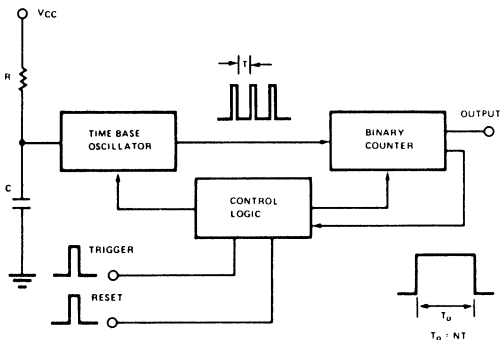 VCC
R
T
OUTPUT
TIME BASE
OSCILLATOR
BINARY
COUNTER
C
CONTROL
LOGIC
TRIGGER
RESET
To
To = NT